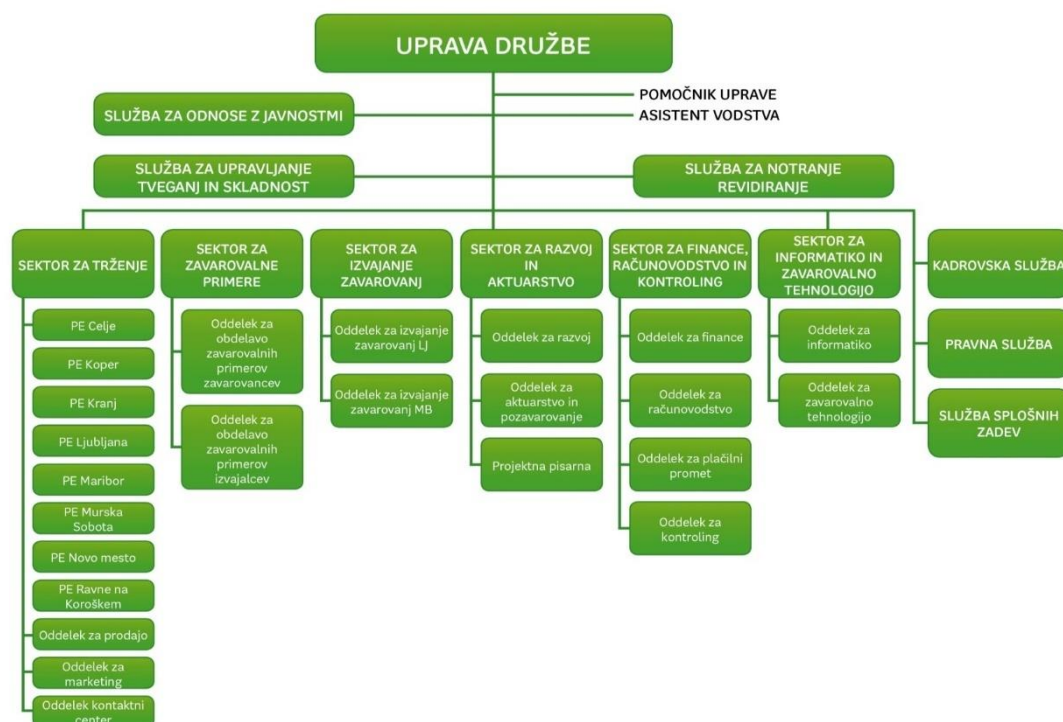 UPRAVA DRUŽBE
POMOČNIK UPRAVE
ASISTENT VODSTVA
SLUŽBA ZA ODNOSE Z JAVNOSTMI
SLUŽBA ZA UPRAVLJANJE
TVEGANJ IN SKLADNOST
SLUŽBA ZA NOTRANJE
REVIDIRANJE
SEKTOR ZA TRŽENJE
PE Celje
PE Koper
PE Kranj
PE Ljubljana
PE Maribor
PE Murska
Sobota
PE Novo mesto
PE Ravne na
Koroškem
Oddelek za prodajo
Oddelek za
marketing
Oddelek kontaktni
center
SEKTOR ZA
ZAVAROVALNE
PRIMERE
Oddelek za
obdelavo
zavarovalnih
primerov
zavarovancev
Oddelek za
obdelavo
zavarovalnih
primerov
izvajalcev
SEKTOR ZA
IZVAJANJE
ZAVAROVANJ
Oddelek za izvajanje
zavarovanj LJ
Oddelek za izvajanje
zavarovanj MB
SEKTOR ZA RAZVOJ
IN
AKTUARSTVO
Oddelek za razvoj
Oddelek za
aktuarstvo in
pozavarovanje
Projektna pisarna
SEKTOR ZA FINANCE,
RAČUNOVODSTVO IN
KONTROLING
Oddelek za finance
Oddelek za
računovodstvo
Oddelek za plačilni
promet
Oddelek za
kontroling
SEKTOR ZA
INFORMATIKO IN
ZAVAROVALNO
TEHNOLOGIJO
Oddelek za
informatiko
Oddelek za
zavarovalno
tehnologijo
KADROVSKA SLUŽBA
PRAVNA SLUŽBA
SLUŽBA SPLOŠNIH
ZADEV